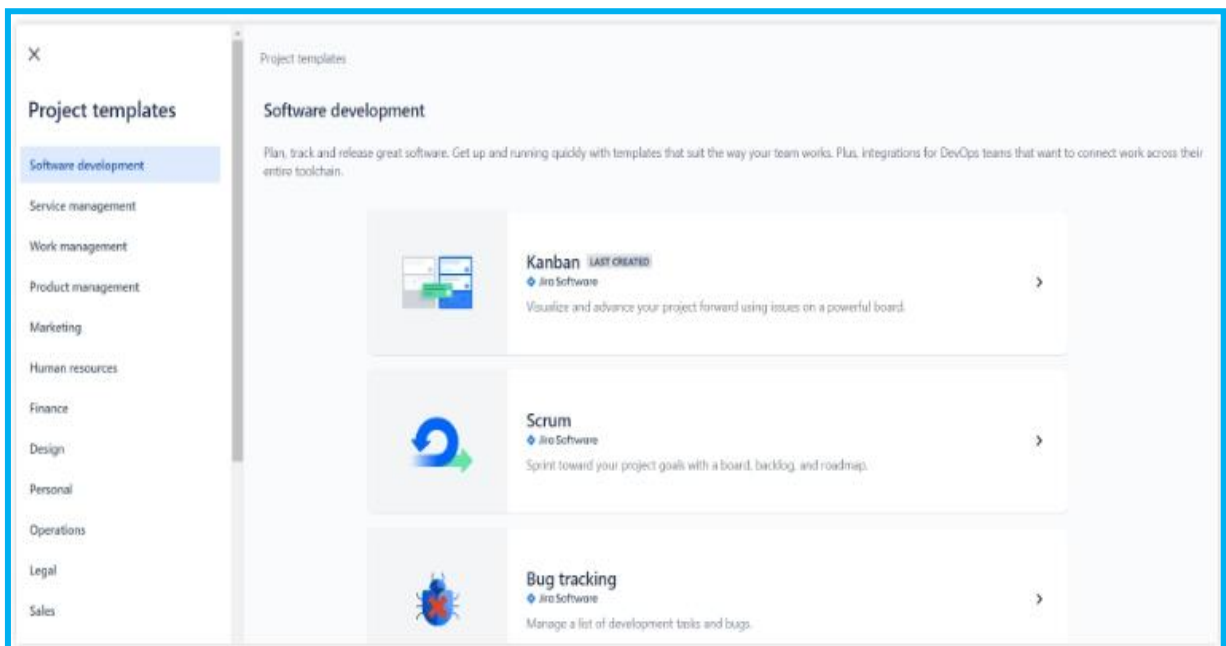 Project templates
Software development
Service management
Work management
Product management
Marketing
Human resources
Finance
Design
Personal
Operations
Legal
Sales
Project templates
Software development
Plan, track and release great software. Get up and running quickly with templates that suit the way your team works. Plus, integrations for DevOps teams that want to connect work across their
entire toolchain.
Kanban LAST CREATED
Jira Software
Visualize and advance your project forward using issues on a powerful board.
Scrum
Jira Software
Sprint toward your project goals with a board, backlog, and roadmap.
Bug tracking
Jira Software
Manage a list of development tasks and bugs.